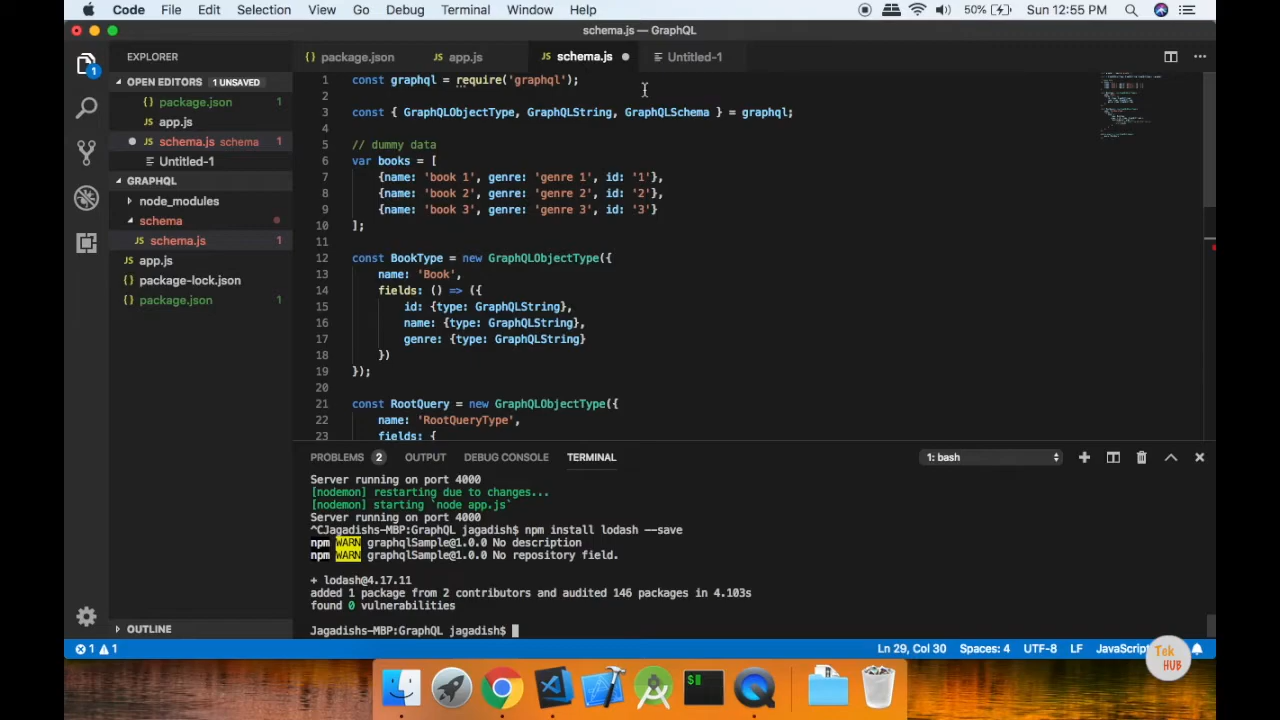 Code File Edit Selection View Go Debug Terminal Window Help 50% Sun 12:55 PM
schema.js — GraphQL
EXPLORER
OPEN EDITORS 1 UNSAVED
package.json 1
app.js
schema.js schema 1
Untitled-1
GRAPHQL
node_modules
schema
schema.js 1
app.js
package-lock.json
package.json 1
OUTLINE
1
package.json app.js schema.js Untitled-1
1 const graphql = require('graphql');
2
3 const { GraphQLObjectType, GraphQLString, GraphQLSchema } = graphql;
4
5 // dummy data
6 var books = [
7 {name: 'book 1', genre: 'genre 1', id: '1'},
8 {name: 'book 2', genre: 'genre 2', id: '2'},
9 {name: 'book 3', genre: 'genre 3', id: '3'}
10 ];
11
12 const BookType = new GraphQLObjectType({
13 name: 'Book',
14 fields: () => ({
15 id: {type: GraphQLString},
16 name: {type: GraphQLString},
17 genre: {type: GraphQLString}
18 })
19 });
20
21 const RootQuery = new GraphQLObjectType({
22 name: 'RootQueryType',
23 fields: {
PROBLEMS 2 OUTPUT DEBUG CONSOLE TERMINAL 1: bash
Server running on port 4000
[nodemon] restarting due to changes...
[nodemon] starting `node app.js`
Server running on port 4000
^CJagadishs-MBP:GraphQL jagadish$ npm install lodash --save
npm WARN graphqlSample@1.0.0 No description
npm WARN graphqlSample@1.0.0 No repository field.
+ lodash@4.17.11
added 1 package from 2 contributors and audited 146 packages in 4.103s
found 0 vulnerabilities
Jagadishs-MBP:GraphQL jagadish$
1 1 Ln 29, Col 30 Spaces: 4 UTF-8 LF JavaScrip
Tek
HUB